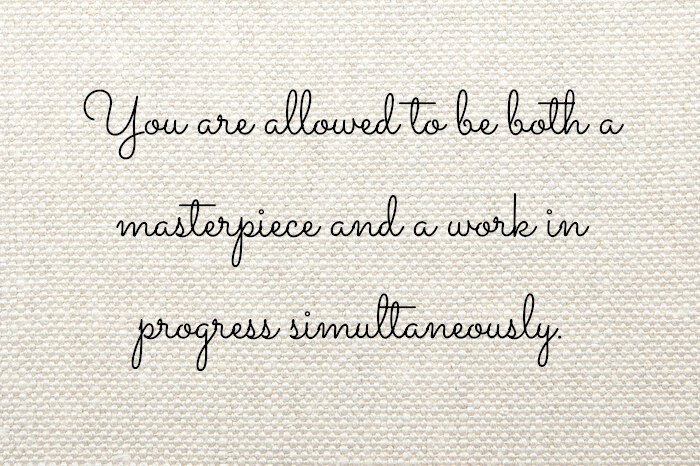 You are allowed to be both a
masterpiece and a work in
progress simultaneously.